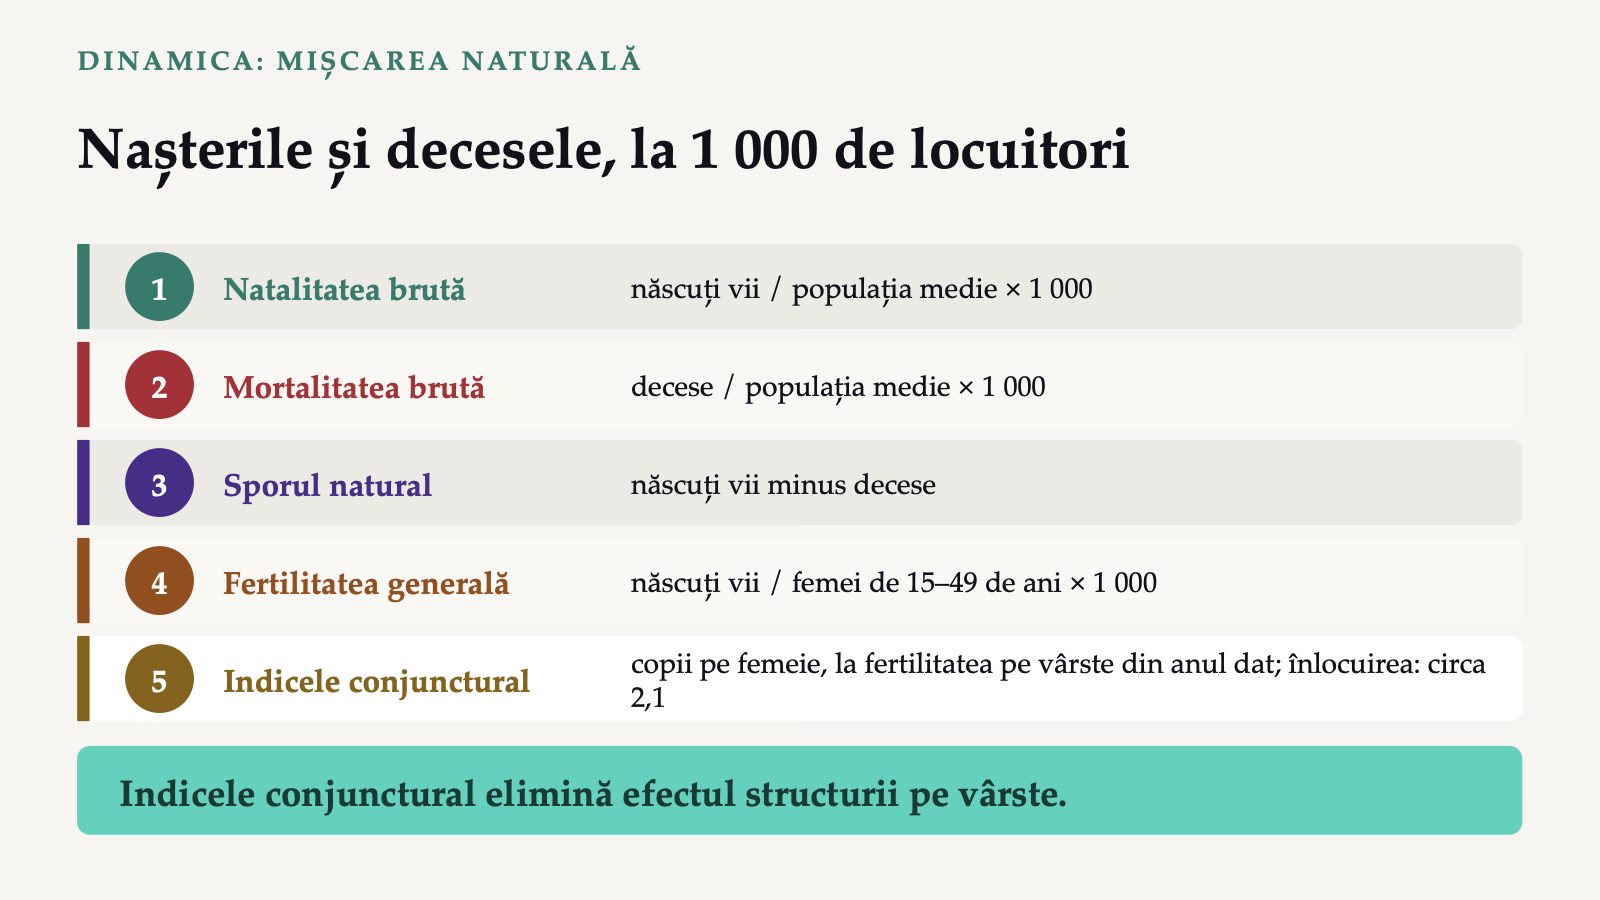 DINAMICA: MIȘCAREA NATURALĂ
Nașterile și decesele, la 1 000 de locuitori
1 Natalitatea brută născuți vii / populația medie × 1 000
2 Mortalitatea brută decese / populația medie × 1 000
3 Sporul natural născuți vii minus decese
4 Fertilitatea generală născuți vii / femei de 15–49 de ani × 1 000
5 Indicele conjunctural copii pe femeie, la fertilitatea pe vârste din anul dat; înlocuirea: circa
2,1
Indicele conjunctural elimină efectul structurii pe vârste.